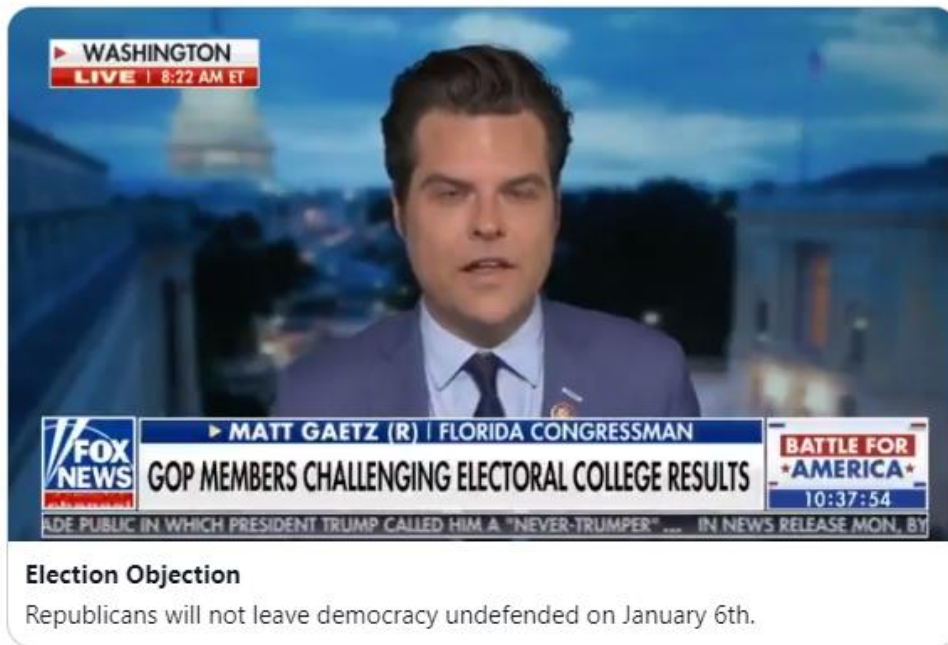 WASHINGTON
LIVE | 8:22 AM ET
MATT GAETZ (R) | FLORIDA CONGRESSMAN
FOX
NEWS
GOP MEMBERS CHALLENGING ELECTORAL COLLEGE RESULTS
BATTLE FOR
★AMERICA★
10:37:54
ADE PUBLIC IN WHICH PRESIDENT TRUMP CALLED HIM A "NEVER-TRUMPER" ... IN NEWS RELEASE MON, BY
Election Objection
Republicans will not leave democracy undefended on January 6th.